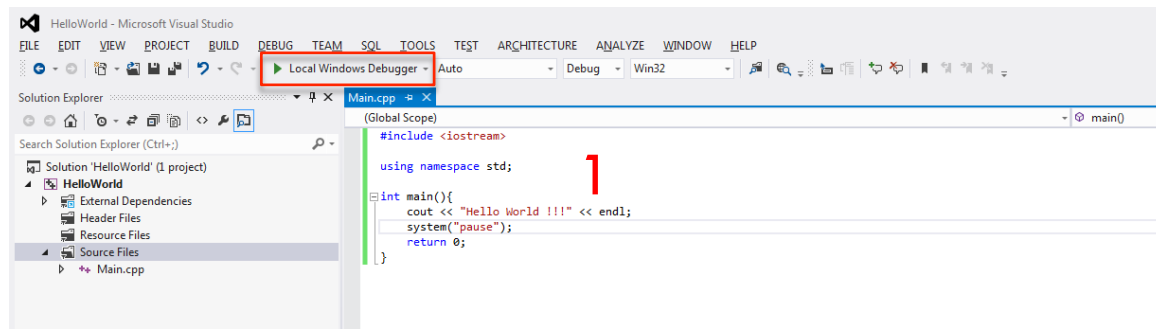 HelloWorld - Microsoft Visual Studio
FILE EDIT VIEW PROJECT BUILD DEBUG TEAM SQL TOOLS TEST ARCHITECTURE ANALYZE WINDOW HELP
Local Windows Debugger Auto Debug Win32
Solution Explorer
Main.cpp
(Global Scope)
main()
Search Solution Explorer (Ctrl+;)
Solution 'HelloWorld' (1 project)
HelloWorld
External Dependencies
Header Files
Resource Files
Source Files
Main.cpp
#include <iostream>
using namespace std;
1
int main(){
cout << "Hello World !!!" << endl;
system("pause");
return 0;
}